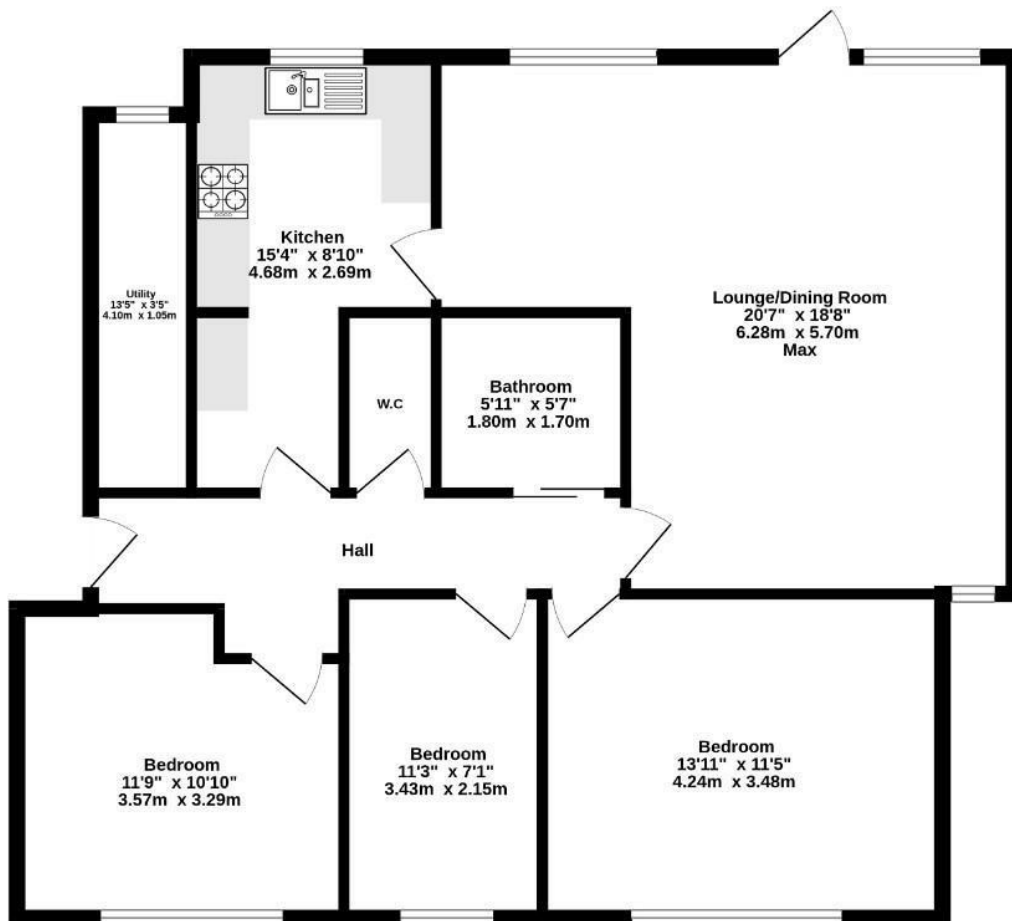 Kitchen
15'4" x 8'10"
4.68m x 2.69m
Utility
13'5" x 3'5"
4.10m x 1.05m
Lounge/Dining Room
20'7" x 18'8"
6.28m x 5.70m
Max
W.C
Bathroom
5'11" x 5'7"
1.80m x 1.70m
Hall
Bedroom
11'9" x 10'10"
3.57m x 3.29m
Bedroom
11'3" x 7'1"
3.43m x 2.15m
Bedroom
13'11" x 11'5"
4.24m x 3.48m